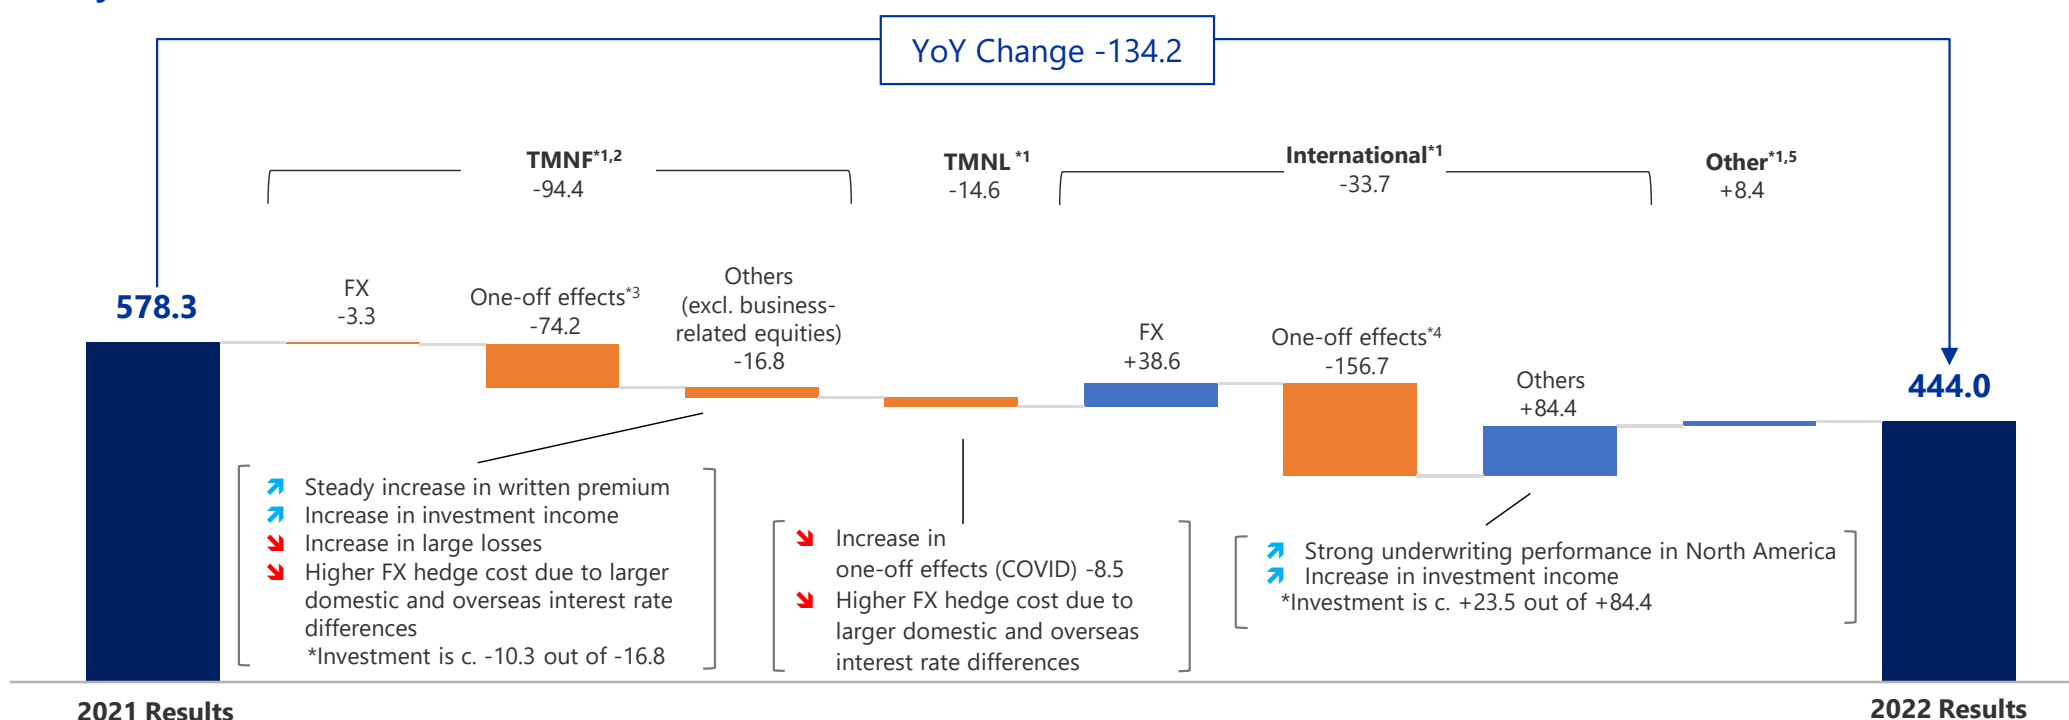 YoY Change -134.2
TMNF*1,2
-94.4
TMNL *1
-14.6
International*1
-33.7
Other*1,5
+8.4
578.3
FX
-3.3
One-off effects*3
-74.2
Others
(excl. business-
related equities)
-16.8
FX
+38.6
One-off effects*4
-156.7
Others
+84.4
444.0
Steady increase in written premium
Increase in investment income
Increase in large losses
Higher FX hedge cost due to larger
domestic and overseas interest rate
differences
*Investment is c. -10.3 out of -16.8
Increase in
one-off effects (COVID) -8.5
Higher FX hedge cost due to
larger domestic and overseas
interest rate differences
Strong underwriting performance in North America
Increase in investment income
*Investment is c. +23.5 out of +84.4
2021 Results
2022 Results